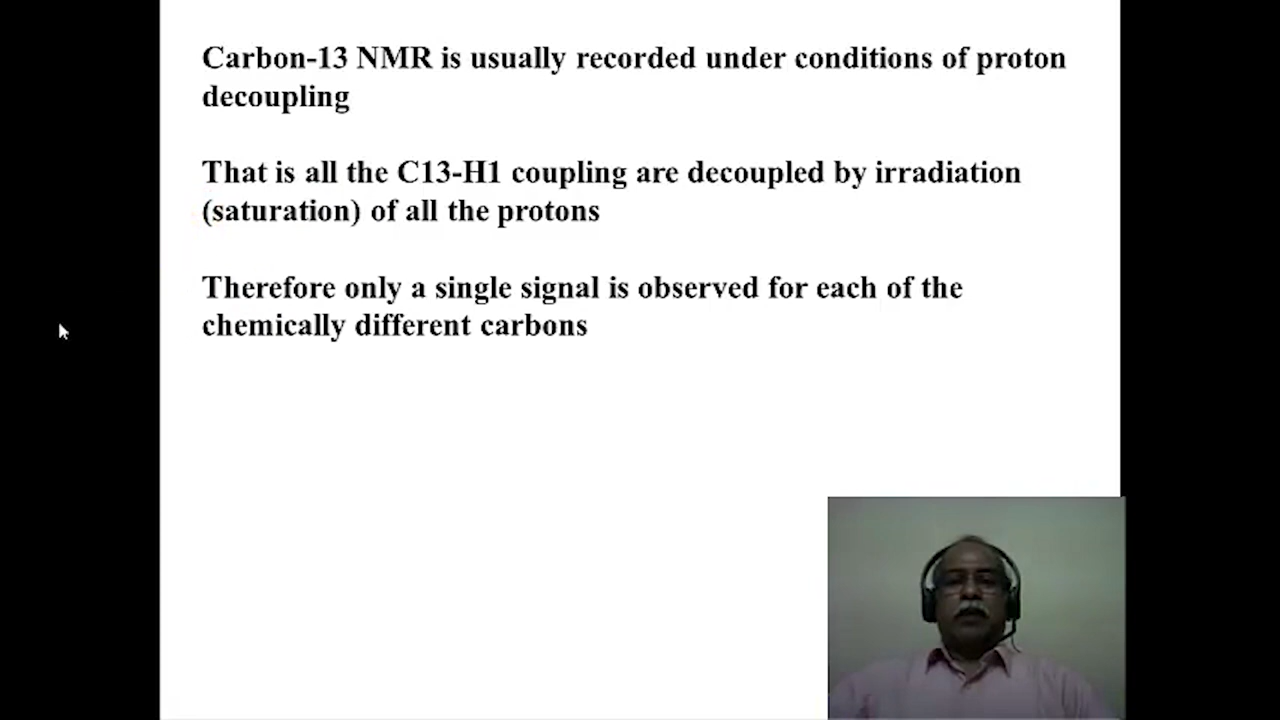 Carbon-13 NMR is usually recorded under conditions of proton
decoupling
That is all the C13-H1 coupling are decoupled by irradiation
(saturation) of all the protons
Therefore only a single signal is observed for each of the
chemically different carbons